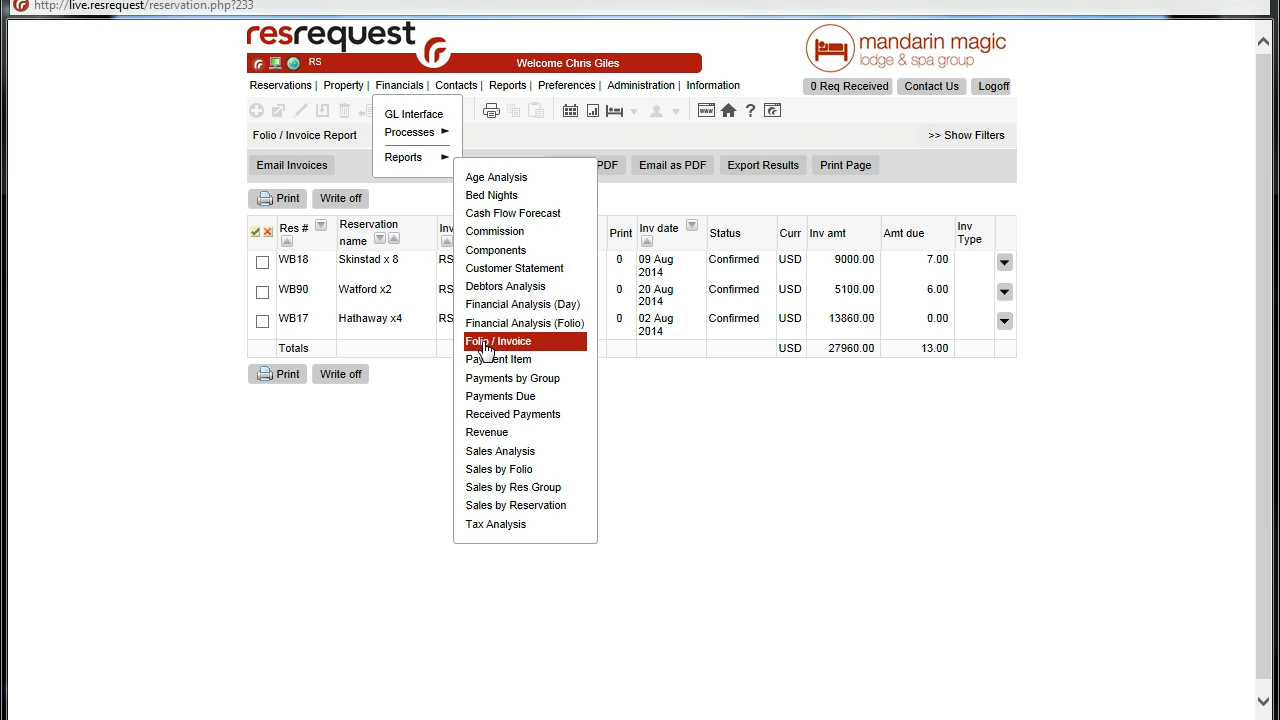 http://live.resrequest/reservation.php?233
resrequest
mandarin magic
lodge & spa group
RS
Welcome Chris Giles
Reservations | Property | Financials | Contacts | Reports | Preferences | Administration | Information
0 Req Received
Contact Us
Logoff
GL Interface
Processes
Reports
WWW
Folio / Invoice Report
>> Show Filters
Email Invoices
PDF
Email as PDF
Export Results
Print Page
Print
Write off
Age Analysis
Bed Nights
Cash Flow Forecast
Commission
Components
Customer Statement
Debtors Analysis
Financial Analysis (Day)
Financial Analysis (Folio)
Folio / Invoice
Payment Item
Payments by Group
Payments Due
Received Payments
Revenue
Sales Analysis
Sales by Folio
Sales by Res Group
Sales by Reservation
Tax Analysis
Res # Reservation name Inv Print Inv date Status Curr Inv amt Amt due Inv Type
WB18 Skinstad x 8 RS 0 09 Aug 2014 Confirmed USD 9000.00 7.00
WB90 Watford x2 RS 0 20 Aug 2014 Confirmed USD 5100.00 6.00
WB17 Hathaway x4 RS 0 02 Aug 2014 Confirmed USD 13860.00 0.00
Totals USD 27960.00 13.00
Print
Write off